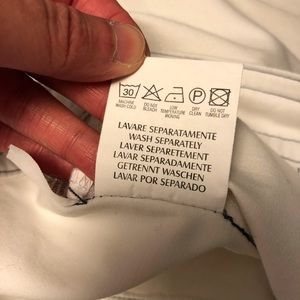 30
P
MACHINE WASH COLD
DO NOT BLEACH
LOW TEMPERATURE IRONING
DRY CLEAN
DO NOT TUMBLE DRY
LAVARE SEPARATAMENTE
WASH SEPARATELY
LAVER SEPARETEMENT
LAVAR SEPARADAMENTE
GETRENNT WASCHEN
LAVAR POR SEPARADO